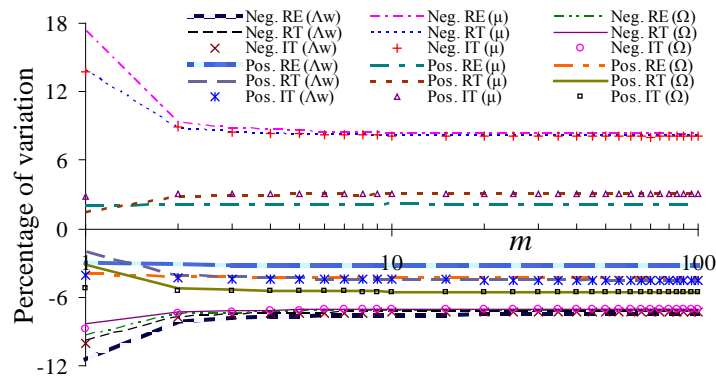 Neg. RE (Λw) Neg. RE (μ) Neg. RE (Ω)
Neg. RT (Λw) Neg. RT (μ) Neg. RT (Ω)
Neg. IT (Λw) Neg. IT (μ) Neg. IT (Ω)
Pos. RE (Λw) Pos. RE (μ) Pos. RE (Ω)
Pos. RT (Λw) Pos. RT (μ) Pos. RT (Ω)
Pos. IT (Λw) Pos. IT (μ) Pos. IT (Ω)
Percentage of variation
18
12
6
0
-6
-12
m
10
100